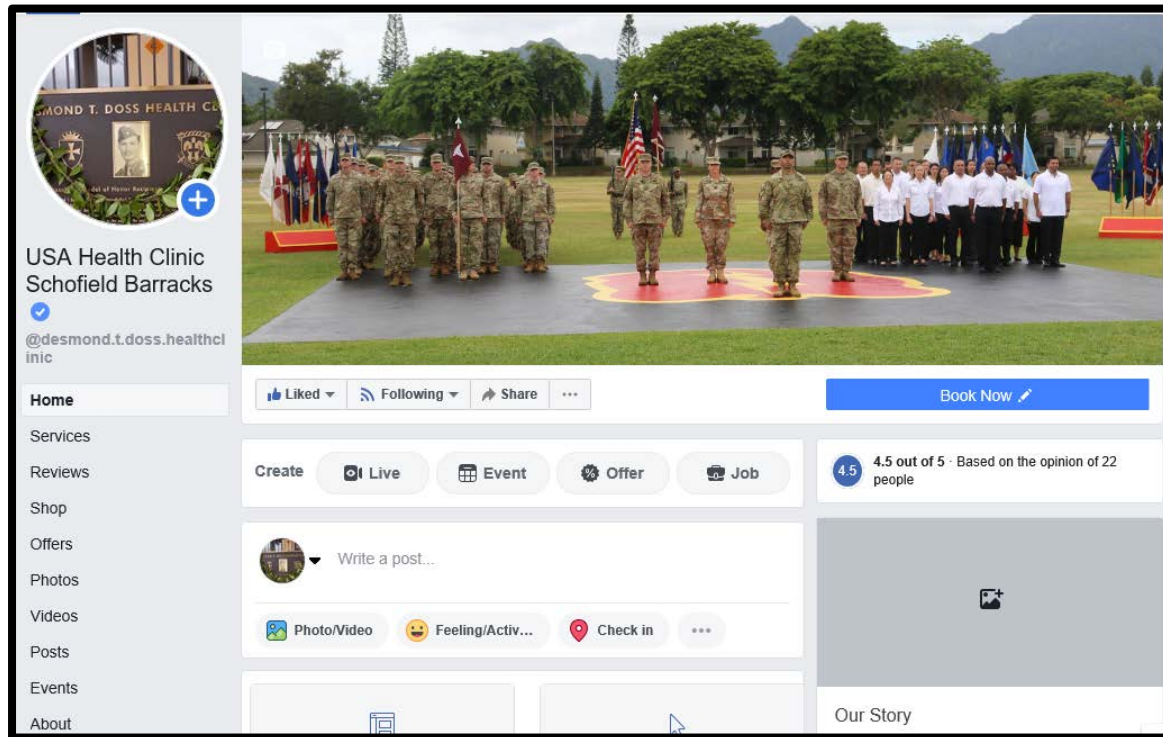 DESMOND T. DOSS HEALTH CL
USA Health Clinic
Schofield Barracks
@desmond.t.doss.healthcl
inic
Home
Services
Reviews
Shop
Offers
Photos
Videos
Posts
Events
About
Liked
Following
Share
Book Now
Create
Live
Event
Offer
Job
Write a post...
Photo/Video
Feeling/Activ...
Check in
4.5
4.5 out of 5 · Based on the opinion of 22
people
Our Story